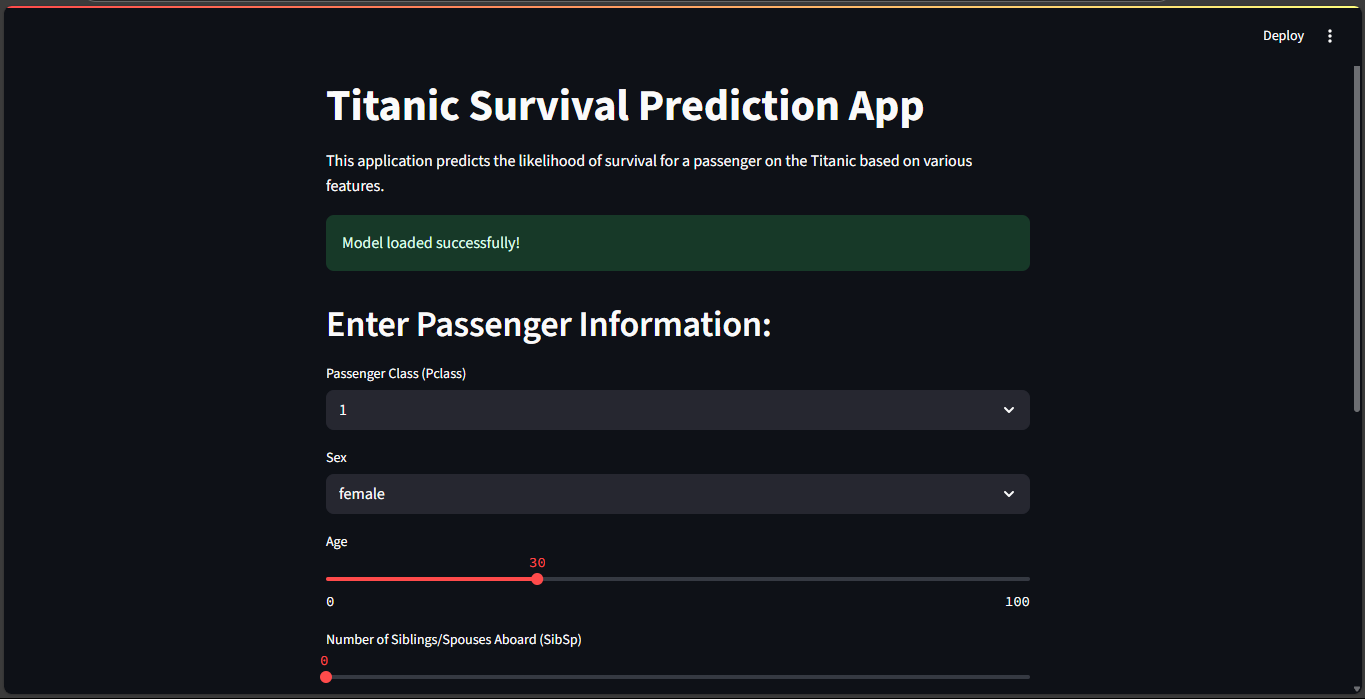 Deploy
Titanic Survival Prediction App
This application predicts the likelihood of survival for a passenger on the Titanic based on various
features.
Model loaded successfully!
Enter Passenger Information:
Passenger Class (Pclass)
1
Sex
female
Age
30
0 100
Number of Siblings/Spouses Aboard (SibSp)
0